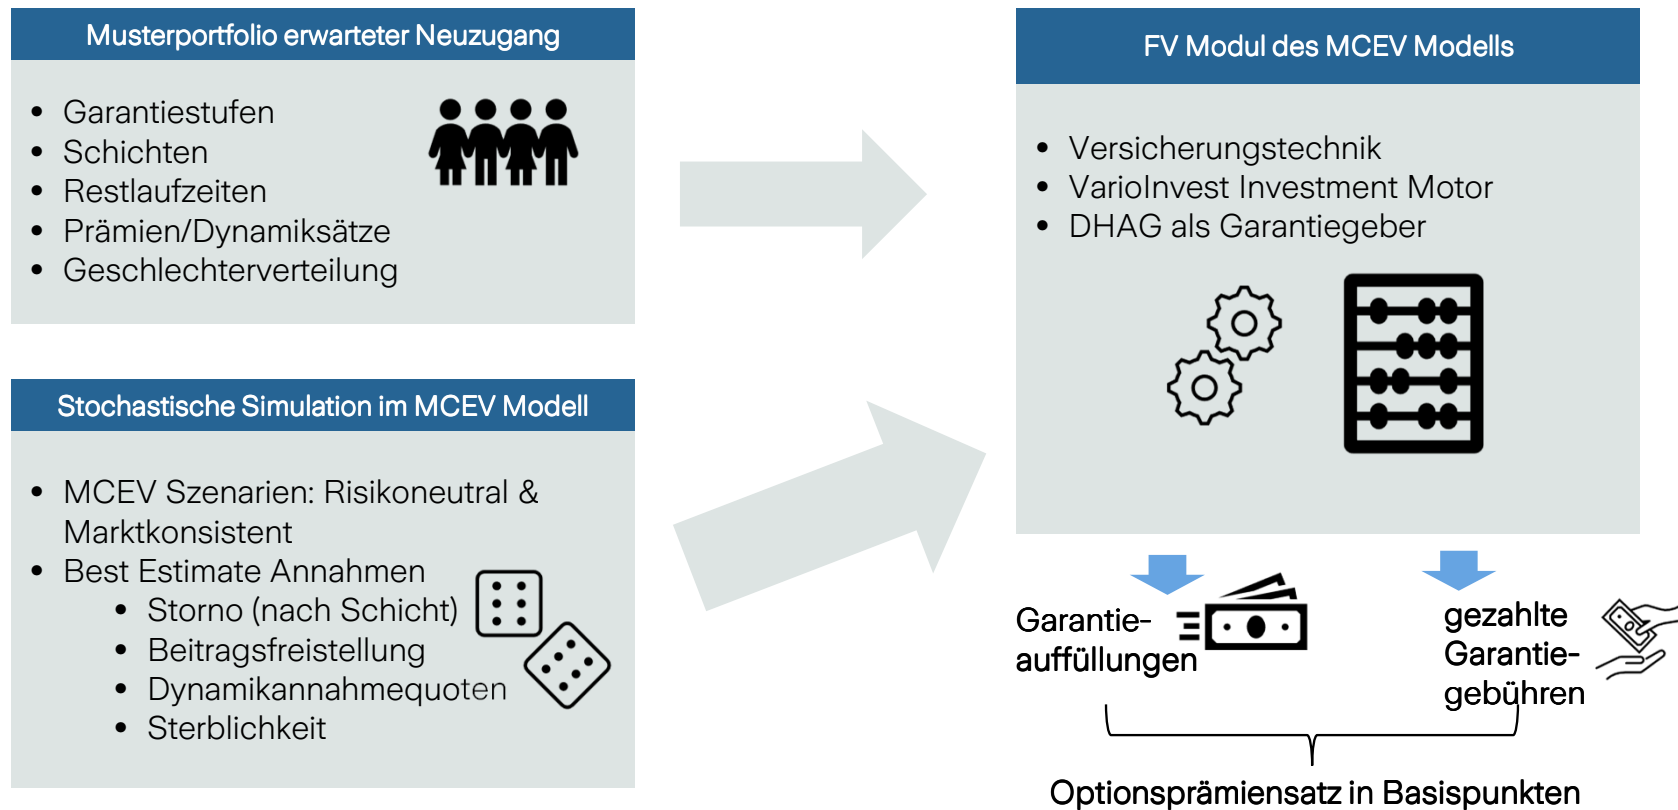 Musterportfolio erwarteter Neuzugang
• Garantiestufen
• Schichten
• Restlaufzeiten
• Prämien/Dynamiksätze
• Geschlechterverteilung
Stochastische Simulation im MCEV Modell
• MCEV Szenarien: Risikoneutral &
Marktkonsistent
• Best Estimate Annahmen
• Storno (nach Schicht)
• Beitragsfreistellung
• Dynamikannahmequoten
• Sterblichkeit
FV Modul des MCEV Modells
• Versicherungstechnik
• VarioInvest Investment Motor
• DHAG als Garantiegeber
Garantie-
auffüllungen
gezahlte
Garantie-
gebühren
Optionsprämiensatz in Basispunkten